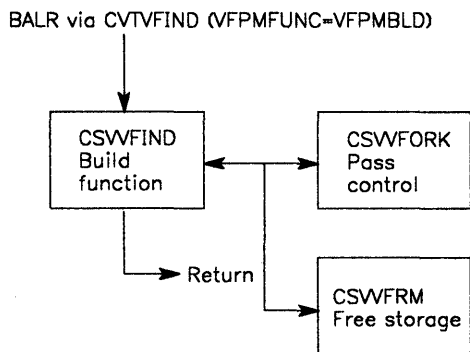 BALR via CVTVFIND (VFPMFUNC=VFPMBLD)
CSVVFIND
Build
function
CSVVFORK
Pass
control
Return
CSVVFRM
Free storage